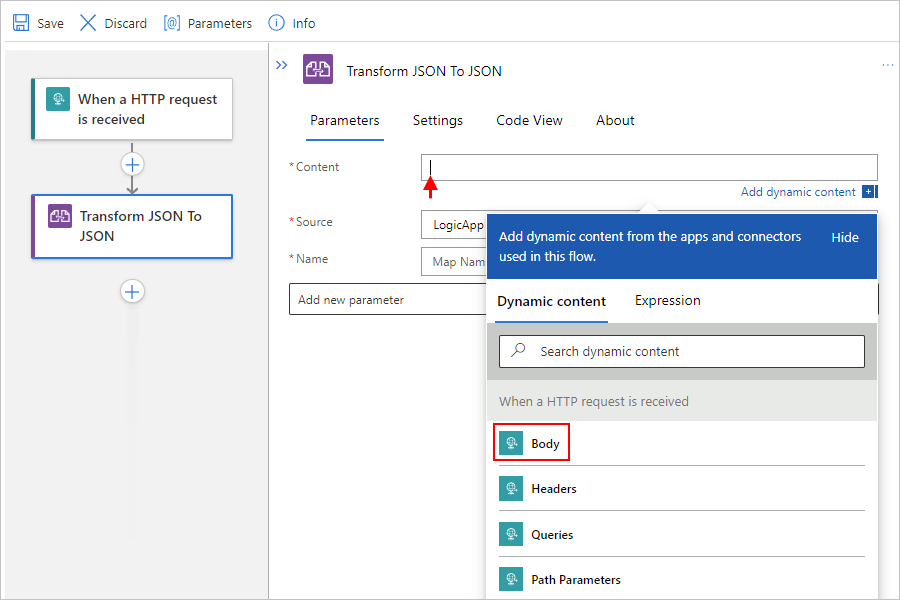 Save Discard Parameters Info
When a HTTP request
is received
Transform JSON To
JSON
Transform JSON To JSON
Parameters Settings Code View About
*Content
Add dynamic content
*Source LogicApp
*Name Map Nam
Add new parameter
Add dynamic content from the apps and connectors
used in this flow.
Hide
Dynamic content Expression
Search dynamic content
When a HTTP request is received
Body
Headers
Queries
Path Parameters